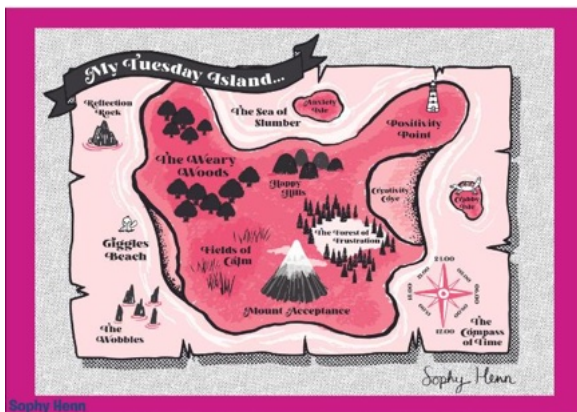 My Tuesday Island...
Reflection
Rock
The Sea of
Slumber
Anxiety
Isle
Positivity
Point
The Weary
Woods
Happy
Hills
Creativity
Cove
Crabby
Isle
Giggles
Beach
Fields of
Calm
The Forest of
Frustration
Mount Acceptance
The
Wobbles
The
Compass
of Time
Sophy Henn
Sophy Henn